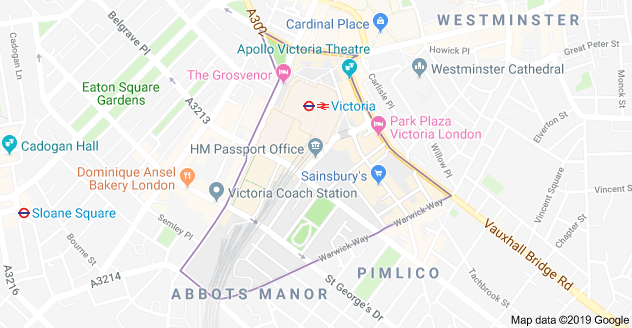 A302
Cardinal Place
WESTMINSTER
Cadogan Ln
Belgrave Pl
Apollo Victoria Theatre
Howick Pl
Great Peter St
The Grosvenor
Westminster Cathedral
Monck St
Eaton Square
Gardens
Carlisle Pl
A3213
Victoria
Park Plaza
Victoria London
Elverton St
Cadogan Hall
HM Passport Office
Willow Pl
Dominique Ansel
Bakery London
Sainsbury's
Victoria Coach Station
Vincent Square
Vincent St
Sloane Square
Semley Pl
Warwick Way
Vauxhall Bridge Rd
Chapter St
Bourne St
Warwick Way
A3216
A3214
PIMLICO
Tachbrook St
ABBOTS MANOR
St George's Dr
Map data ©2019 Google